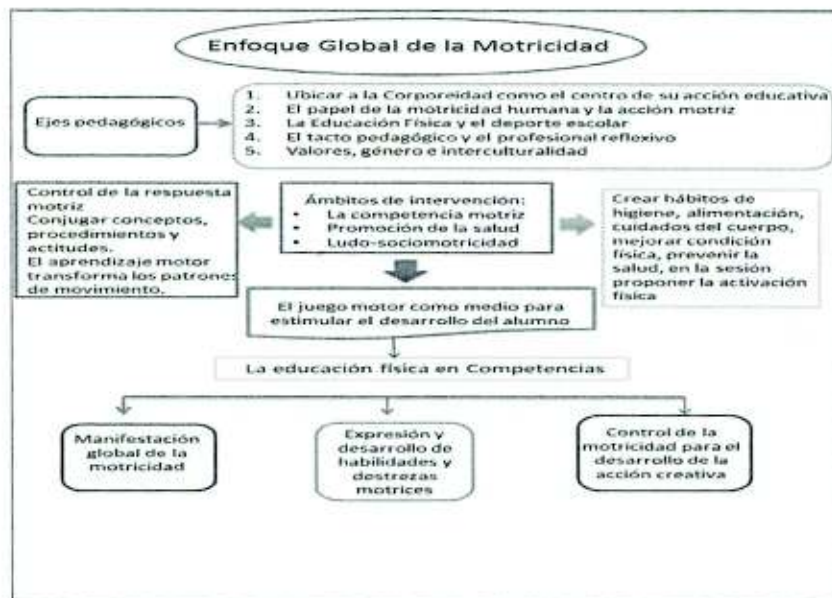 Enfoque Global de la Motricidad
Ejes pedagógicos
1. Ubicar a la Corporeidad como el centro de su acción educativa
2. El papel de la motricidad humana y la acción motriz
3. La Educación Física y el deporte escolar
4. El tacto pedagógico y el profesional reflexivo
5. Valores, género e interculturalidad
Control de la respuesta
motriz
Conjugar conceptos,
procedimientos y
actitudes.
El aprendizaje motor
transforma los patrones
de movimiento.
Ámbitos de intervención:
• La competencia motriz
• Promoción de la salud
• Ludo-sociomotricidad
Crear hábitos de
higiene, alimentación,
cuidados del cuerpo,
mejorar condición
física, prevenir la
salud, en la sesión
proponer la activación
física
El juego motor como medio para
estimular el desarrollo del alumno
La educación física en Competencias
Manifestación
global de la
motricidad
Expresión y
desarrollo de
habilidades y
destrezas
motrices
Control de la
motricidad para el
desarrollo de la
acción creativa